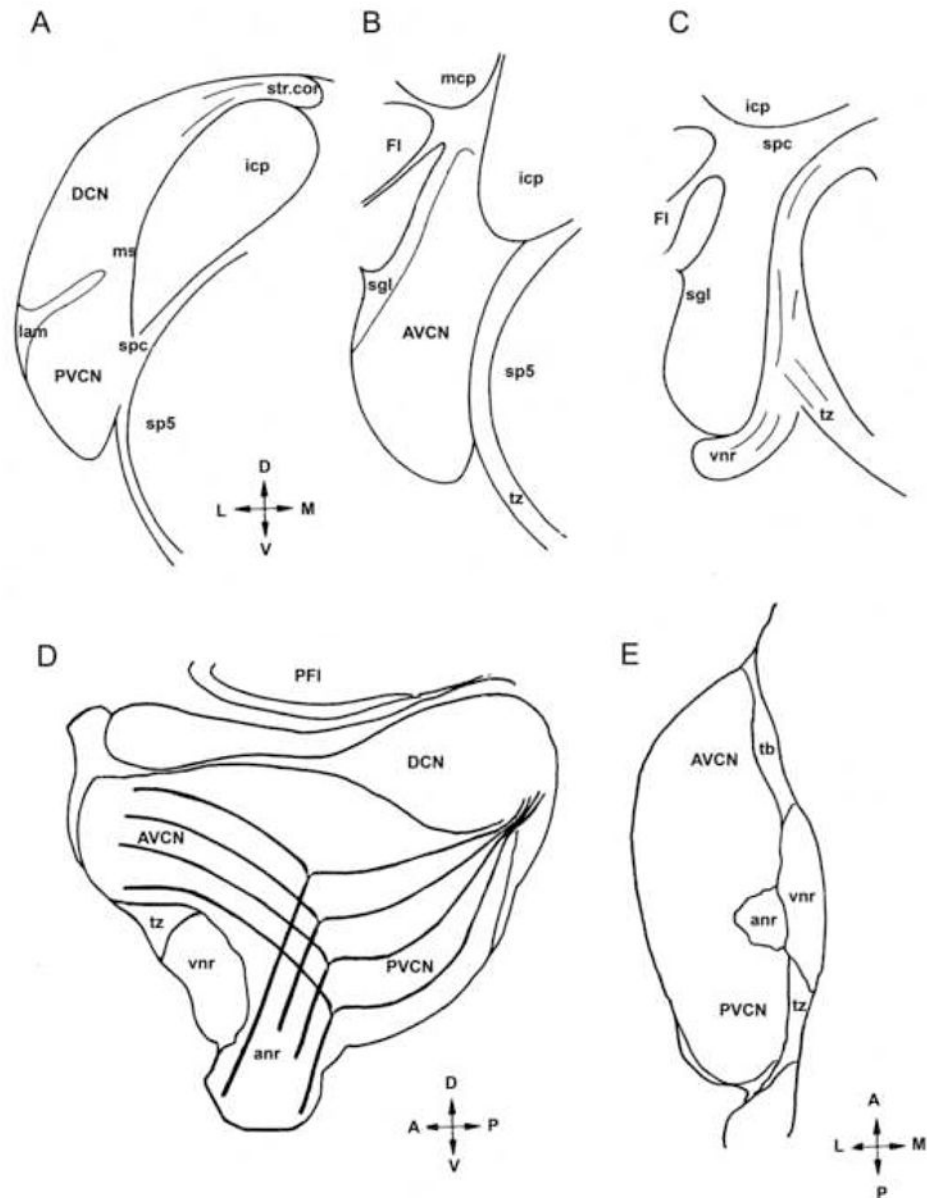 A
str.cor
icp
DCN
ms
lam
spc
PVCN
sp5
D
L M
V
B
mcp
Fl
icp
sgl
AVCN
sp5
tz
C
icp
spc
Fl
sgl
tz
vnr
D
PFl
DCN
AVCN
tz
vnr
PVCN
anr
D
A P
V
E
AVCN
tb
vnr
anr
PVCN
tz
A
L M
P